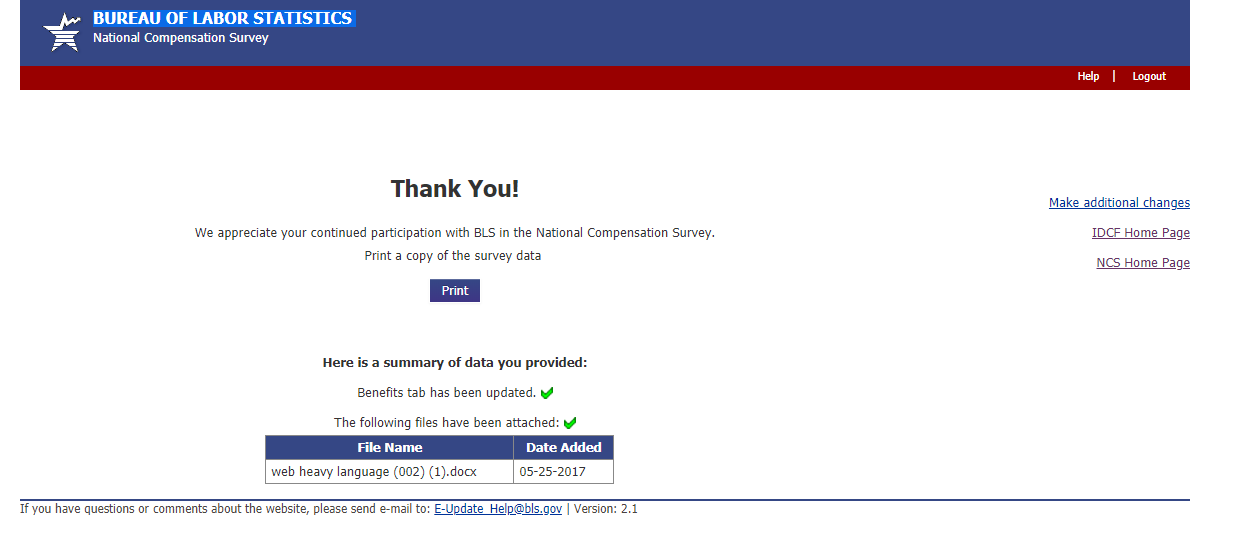 BUREAU OF LABOR STATISTICS
National Compensation Survey
Help | Logout
Thank You!
Make additional changes
We appreciate your continued participation with BLS in the National Compensation Survey.
IDCF Home Page
Print a copy of the survey data
NCS Home Page
Print
Here is a summary of data you provided:
Benefits tab has been updated.
The following files have been attached:
File Name Date Added
web heavy language (002) (1).docx 05-25-2017
If you have questions or comments about the website, please send e-mail to: E-Update_Help@bls.gov | Version: 2.1